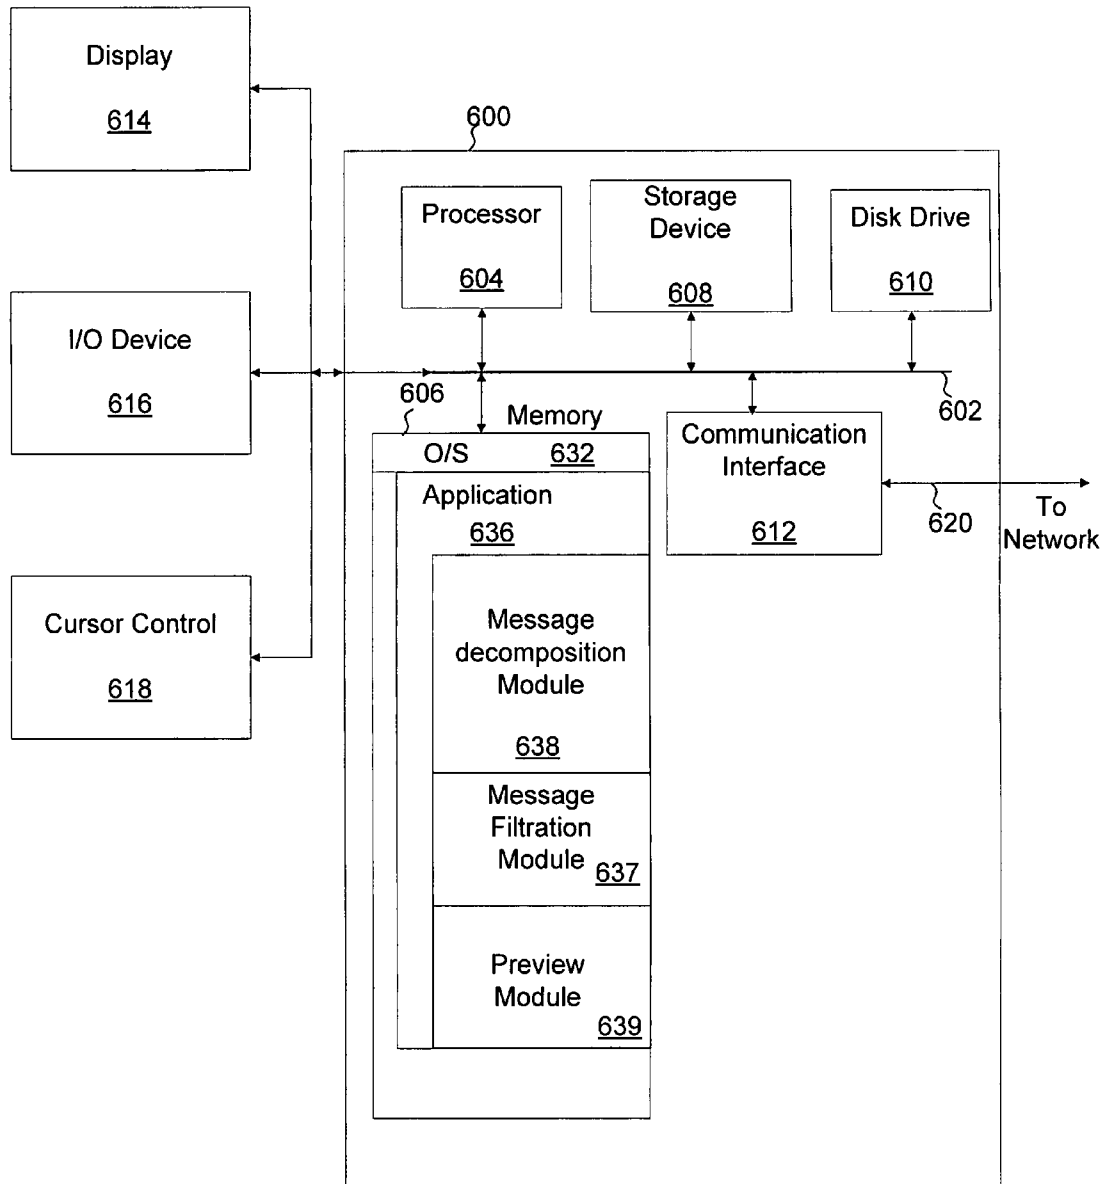 Display
614
600
Processor
604
Storage
Device
608
Disk Drive
610
I/O Device
616
606
Memory
602
O/S 632
Communication
Interface
612
620
To
Network
Application
636
Message
decomposition
Module
638
Cursor Control
618
Message
Filtration
Module
637
Preview
Module
639